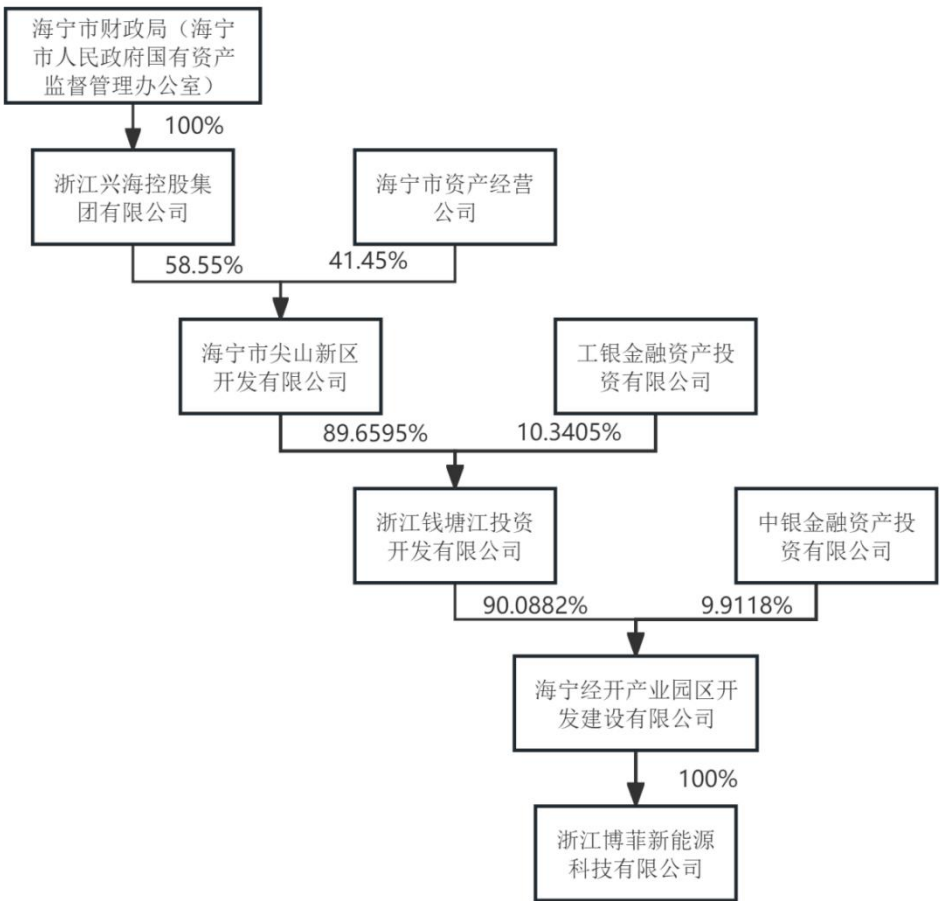 海宁市财政局（海宁
市人民政府国有资产
监督管理办公室）
100%
浙江兴海控股集
团有限公司
海宁市资产经营
公司
58.55%
41.45%
海宁市尖山新区
开发有限公司
工银金融资产投
资有限公司
89.6595%
10.3405%
浙江钱塘江投资
开发有限公司
中银金融资产投
资有限公司
90.0882%
9.9118%
海宁经开产业园区开
发建设有限公司
100%
浙江博菲新能源
科技有限公司